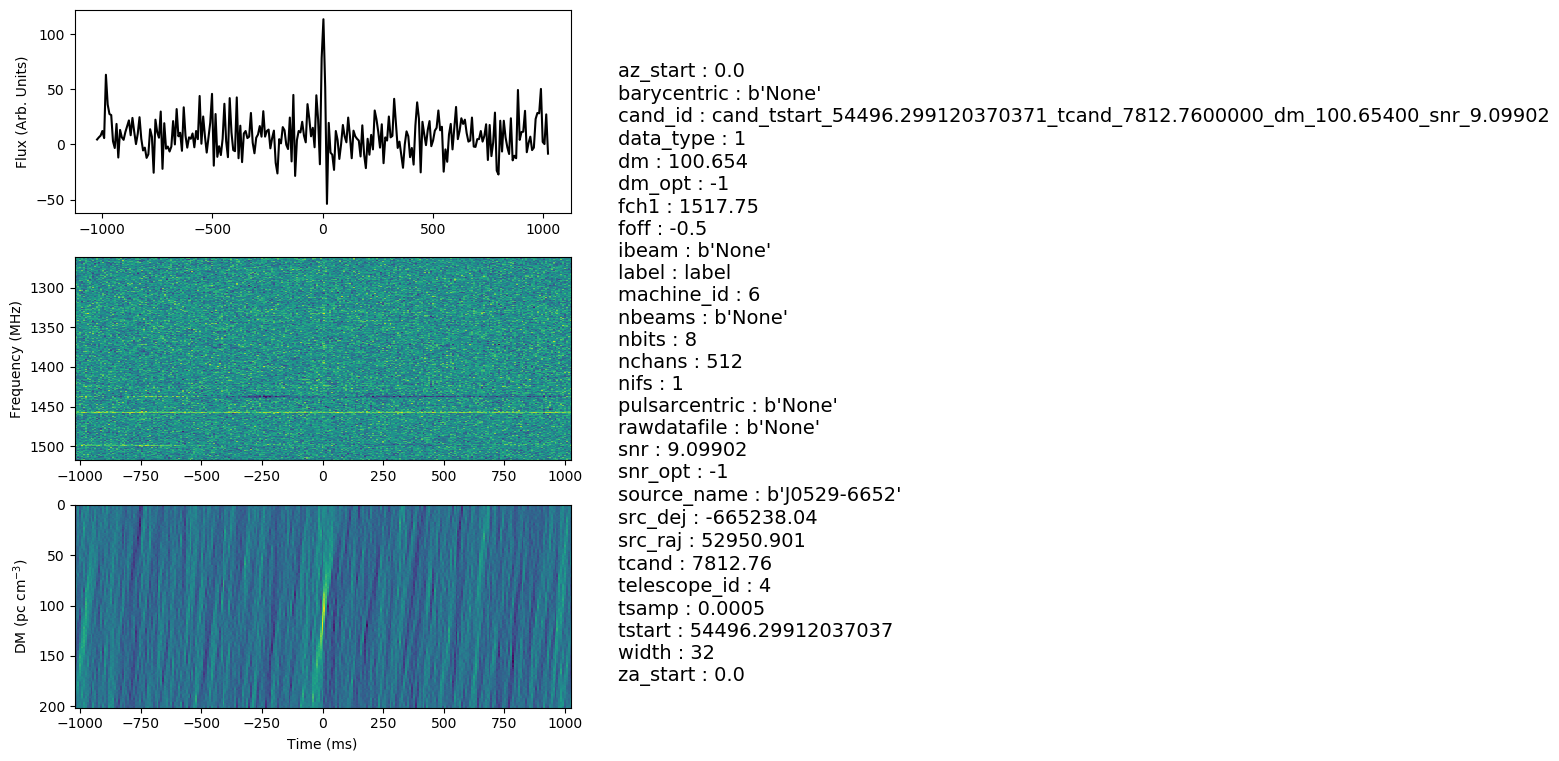 100
50
0
−50
Flux (Arb. Units)
−1000
−500
0
500
1000
1300
1350
1400
1450
1500
Frequency (MHz)
−1000
−750
−500
−250
0
250
500
750
1000
0
50
100
150
200
DM (pc cm⁻³)
−1000
−750
−500
−250
0
250
500
750
1000
Time (ms)
az_start : 0.0
barycentric : b'None'
cand_id : cand_tstart_54496.299120370371_tcand_7812.7600000_dm_100.65400_snr_9.09902
data_type : 1
dm : 100.654
dm_opt : -1
fch1 : 1517.75
foff : -0.5
ibeam : b'None'
label : label
machine_id : 6
nbeams : b'None'
nbits : 8
nchans : 512
nifs : 1
pulsarcentric : b'None'
rawdatafile : b'None'
snr : 9.09902
snr_opt : -1
source_name : b'J0529-6652'
src_dej : -665238.04
src_raj : 52950.901
tcand : 7812.76
telescope_id : 4
tsamp : 0.0005
tstart : 54496.29912037037
width : 32
za_start : 0.0